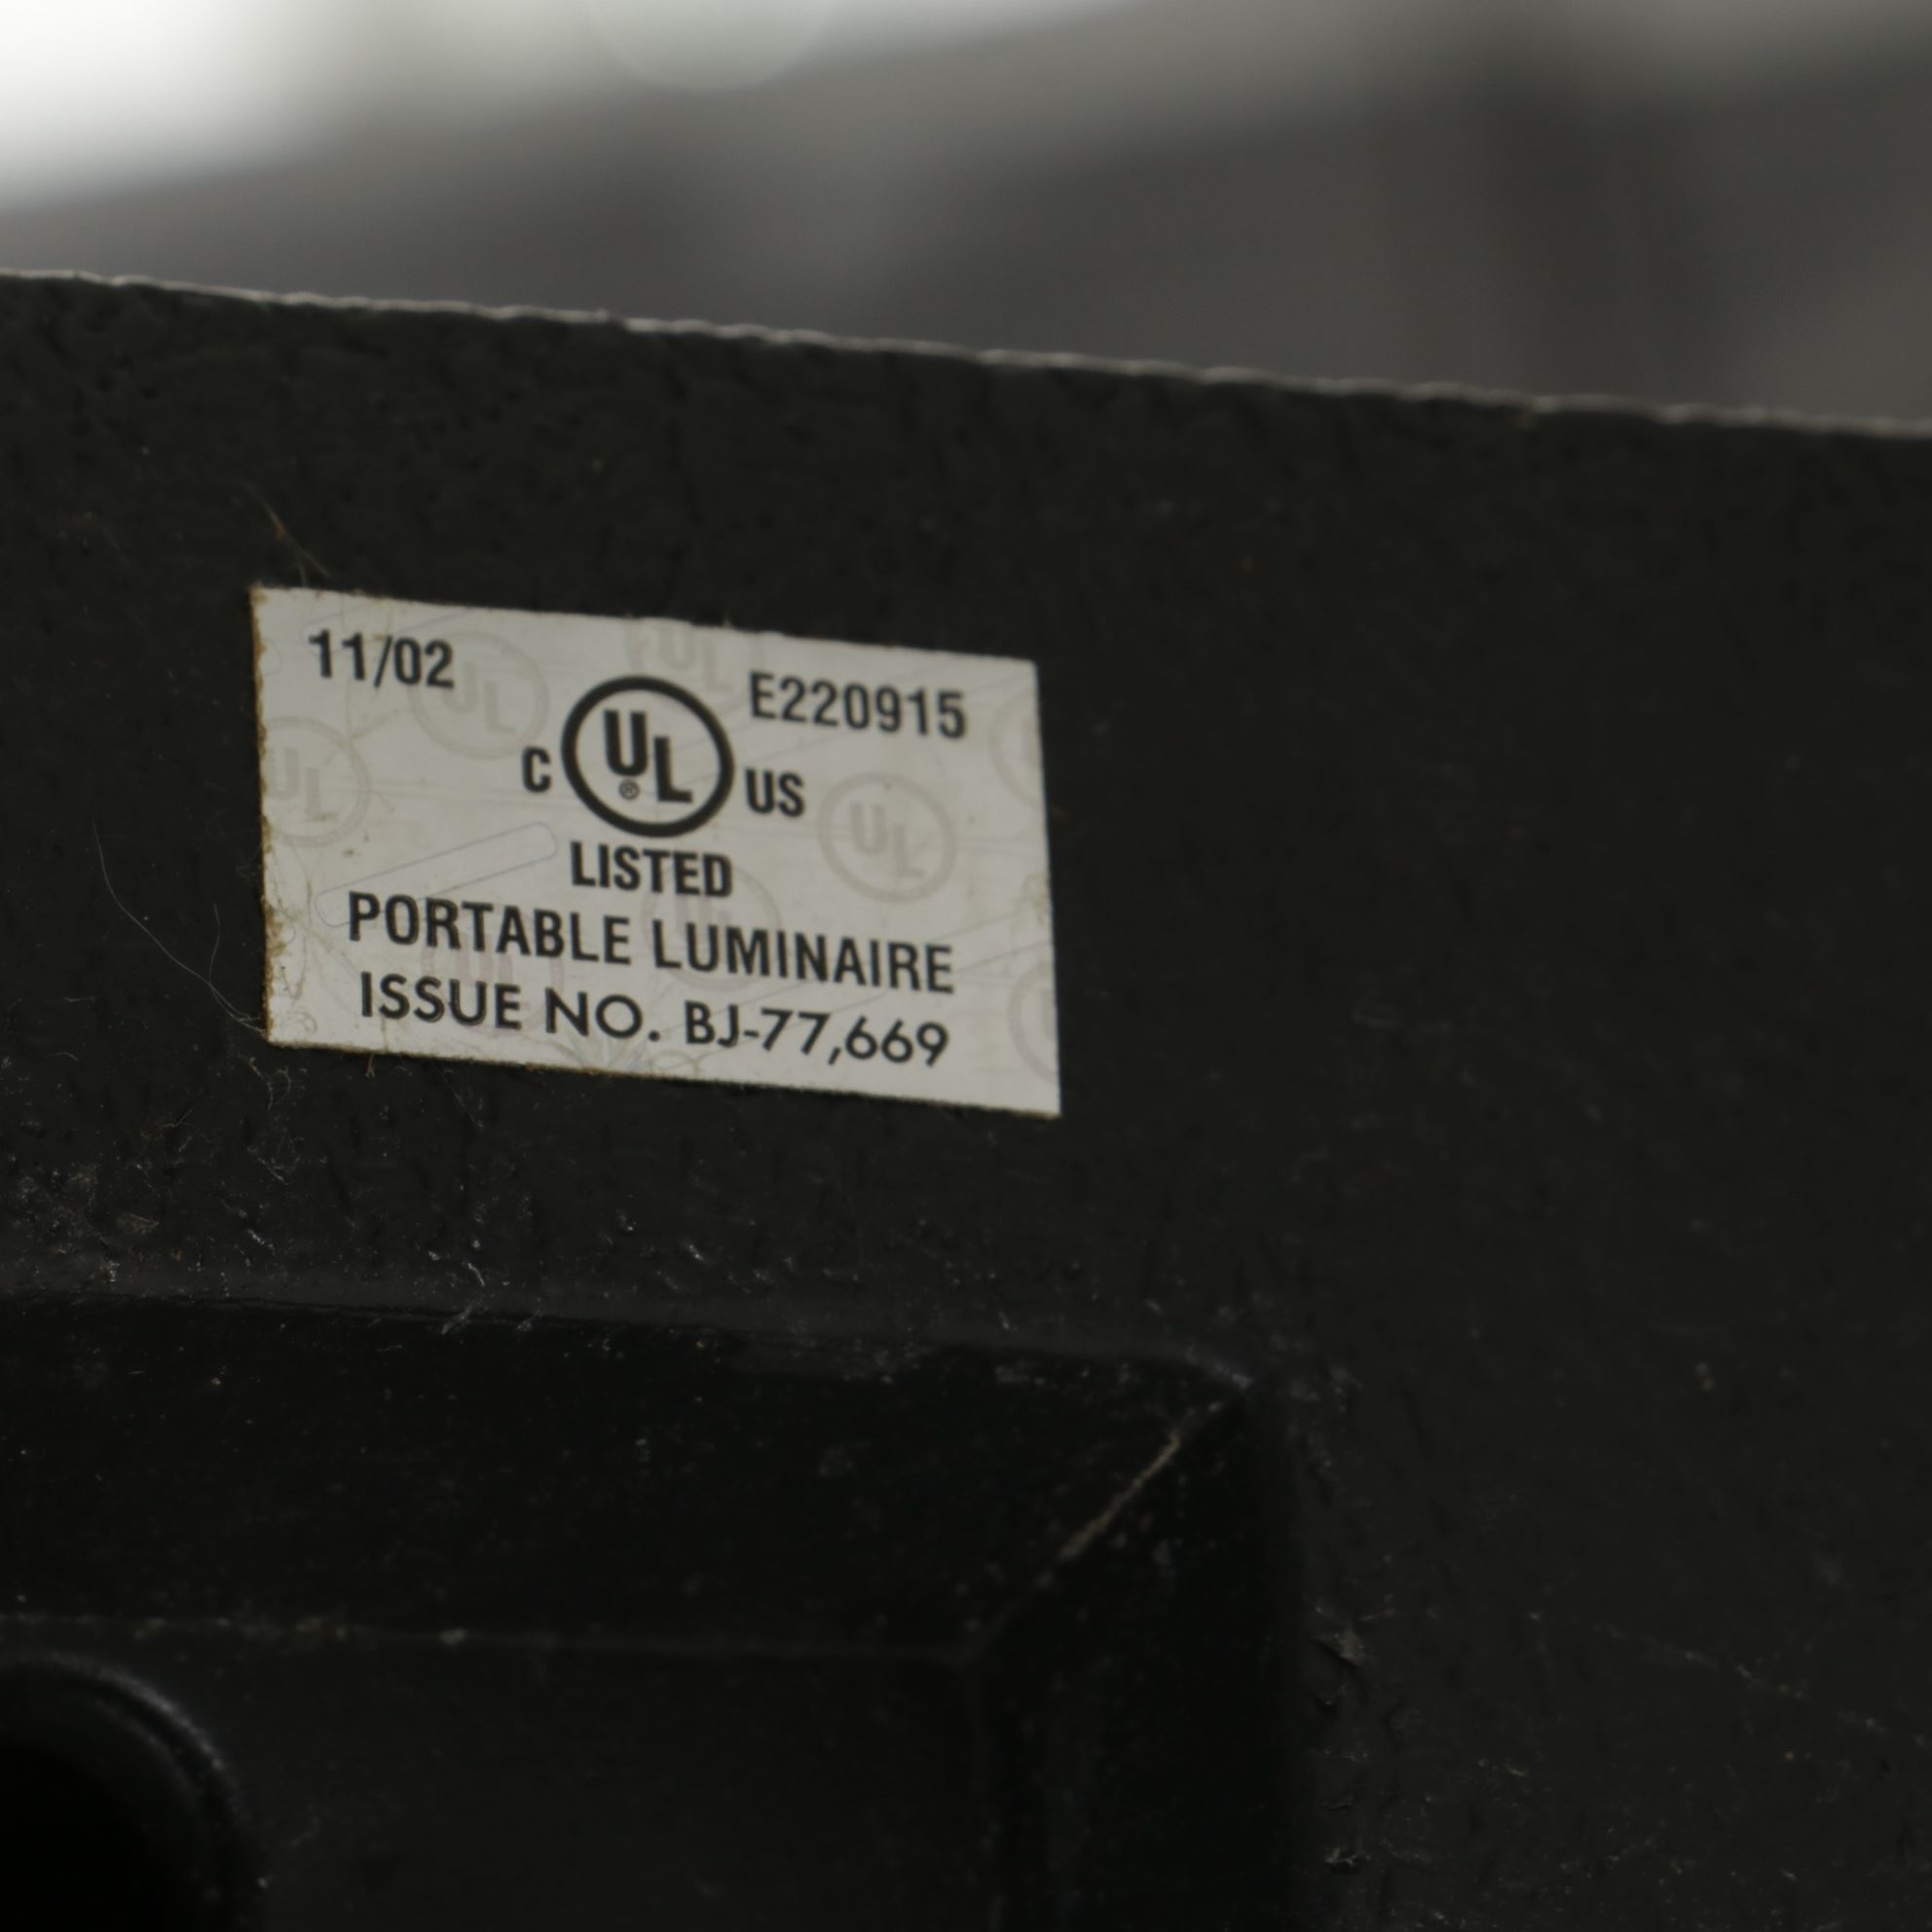 11/02
E220915
C UL® US
LISTED
PORTABLE LUMINAIRE
ISSUE NO. BJ-77,669